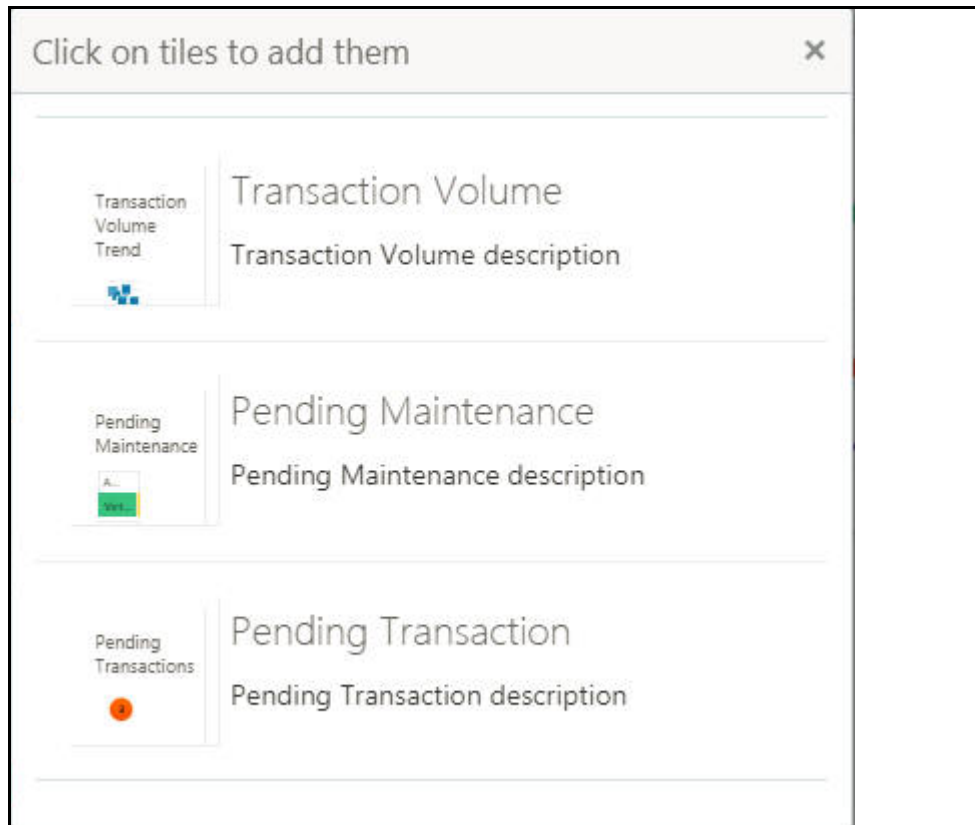 Click on tiles to add them
Transaction
Volume
Trend
Transaction Volume
Transaction Volume description
Pending
Maintenance
A...
Pending Maintenance
Pending Maintenance description
Pending
Transactions
Pending Transaction
Pending Transaction description